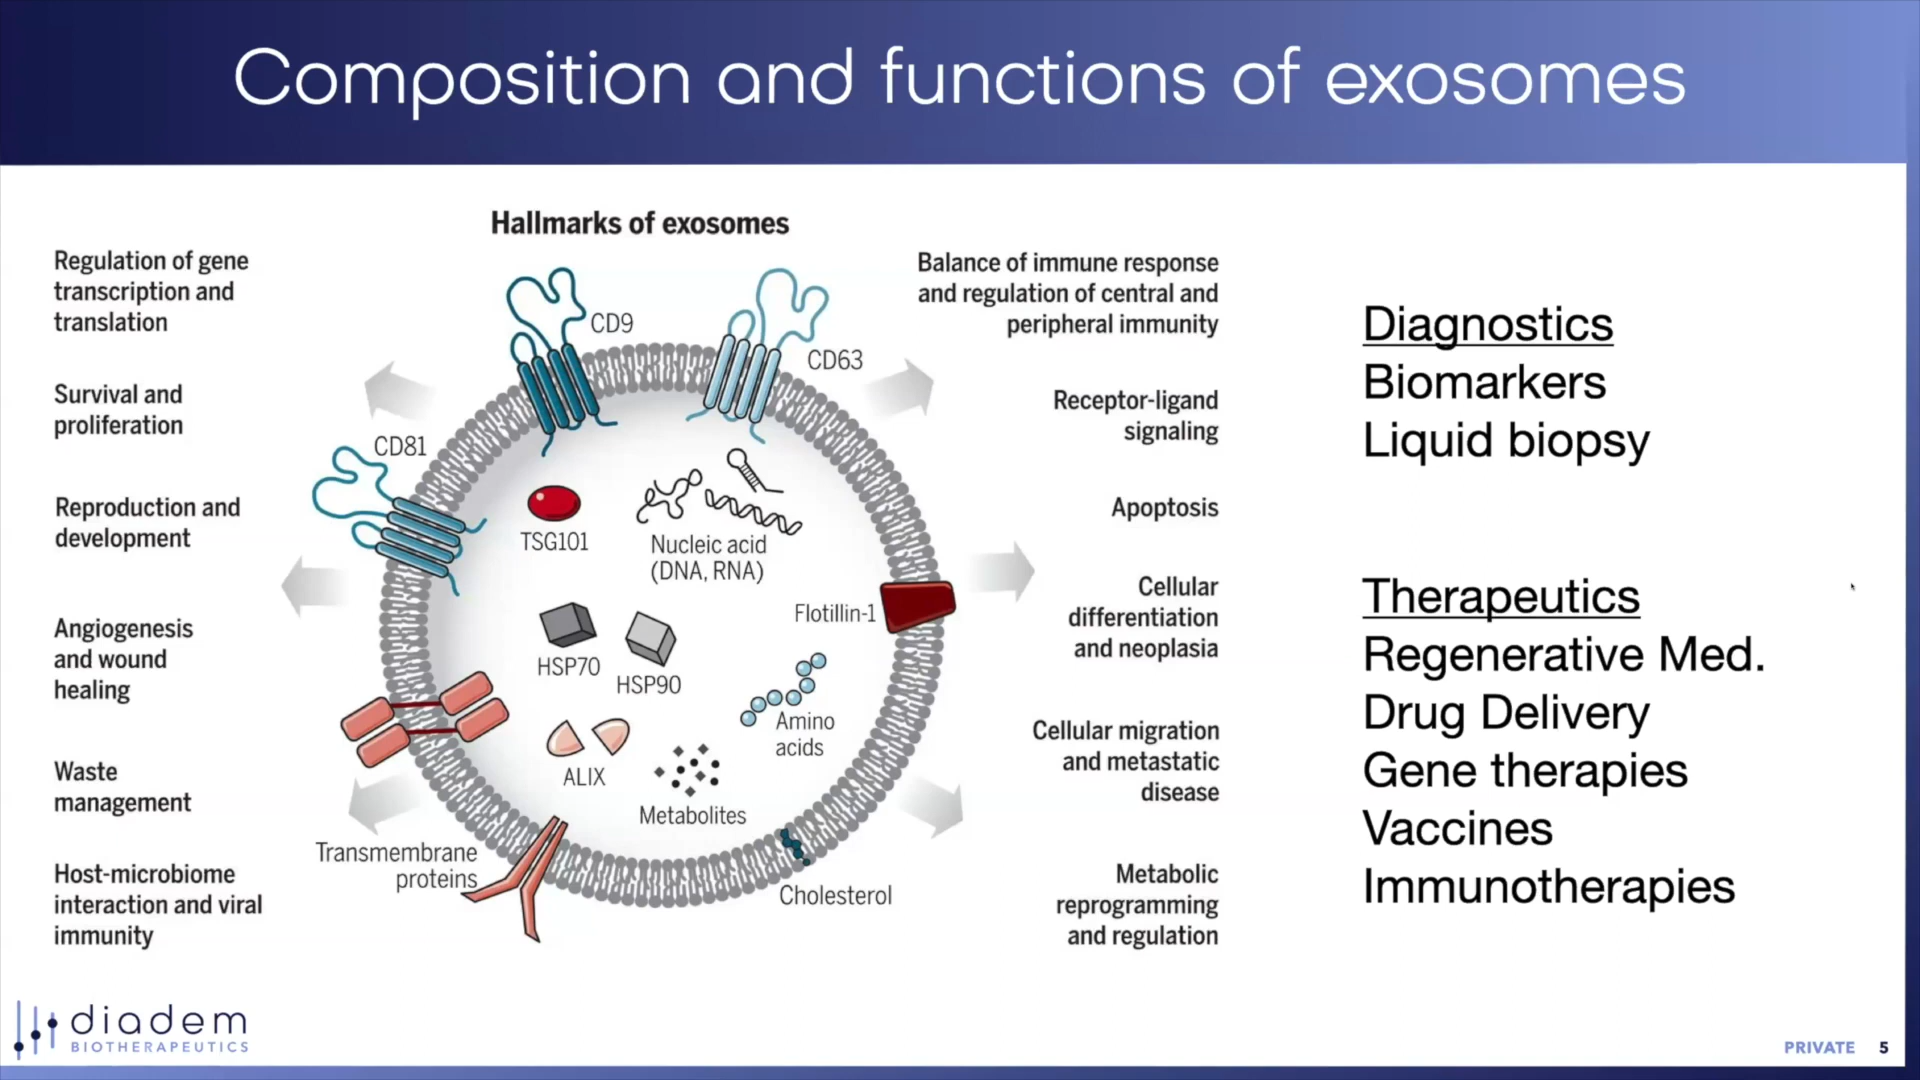 Composition and functions of exosomes
Hallmarks of exosomes
Regulation of gene
transcription and
translation
Survival and
proliferation
Reproduction and
development
Angiogenesis
and wound
healing
Waste
management
Host-microbiome
interaction and viral
immunity
CD9
CD63
CD81
TSG101
Nucleic acid
(DNA, RNA)
Flotillin-1
HSP70
HSP90
Amino
acids
ALIX
Metabolites
Transmembrane
proteins
Cholesterol
Balance of immune response
and regulation of central and
peripheral immunity
Receptor-ligand
signaling
Apoptosis
Cellular
differentiation
and neoplasia
Cellular migration
and metastatic
disease
Metabolic
reprogramming
and regulation
Diagnostics
Biomarkers
Liquid biopsy
Therapeutics
Regenerative Med.
Drug Delivery
Gene therapies
Vaccines
Immunotherapies
diadem
BIOTHERAPEUTICS
PRIVATE 5